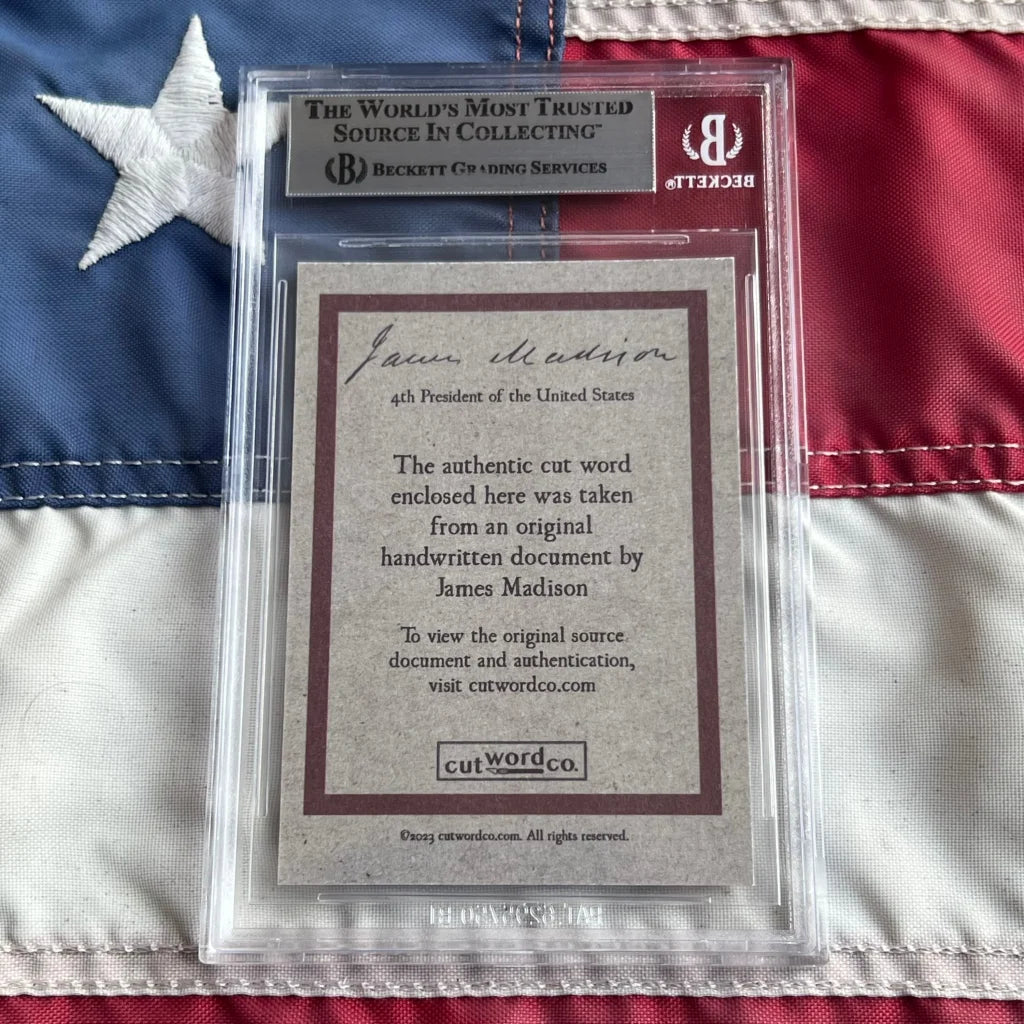 THE WORLD'S MOST TRUSTED
SOURCE IN COLLECTING™
B BECKETT GRADING SERVICES
B
BECKETT®
James Madison
4th President of the United States
The authentic cut word
enclosed here was taken
from an original
handwritten document by
James Madison
To view the original source
document and authentication,
visit cutwordco.com
cutwordco.
©2023 cutwordco.com. All rights reserved.